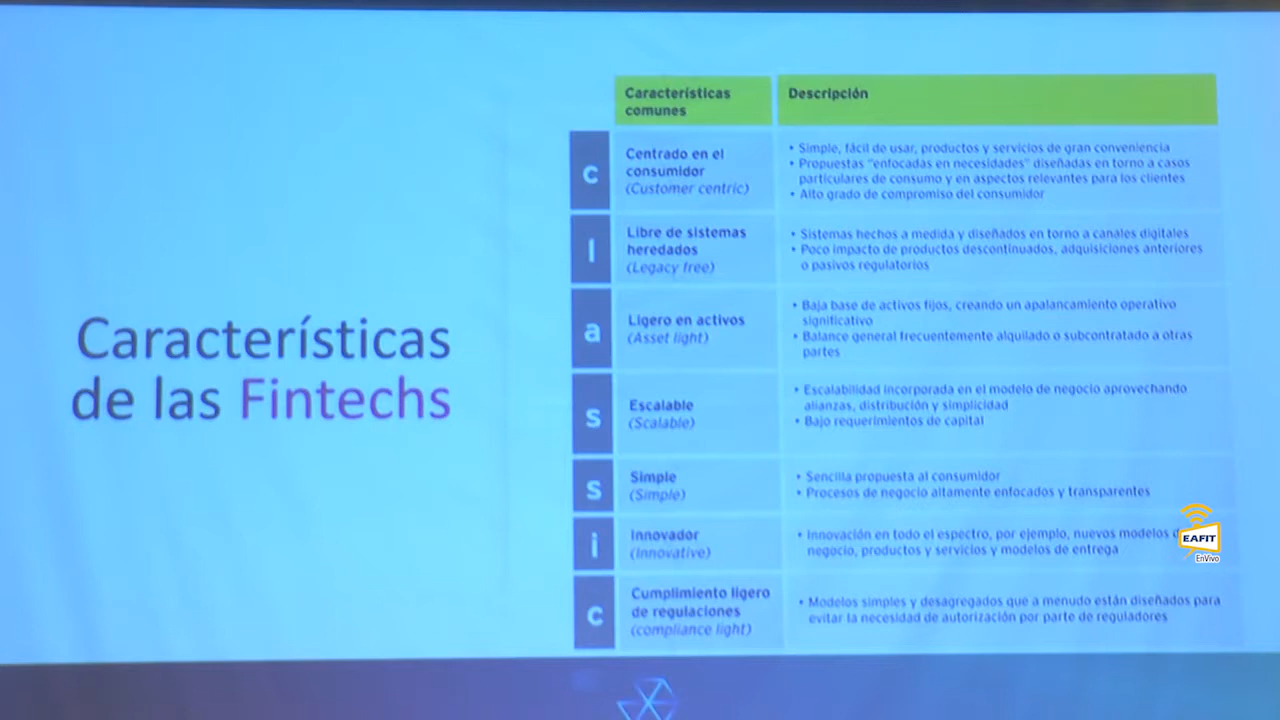 Características
de las Fintechs
Características
comunes
Descripción
c
Centrado en el
consumidor
(Customer centric)
• Simple, fácil de usar, productos y servicios de gran conveniencia
• Propuestas "enfocadas en necesidades" diseñadas en torno a casos
particulares de consumo y en aspectos relevantes para los clientes
• Alto grado de compromiso del consumidor
l
Libre de sistemas
heredados
(Legacy free)
• Sistemas hechos a medida y diseñados en torno a canales digitales
• Poco impacto de productos descontinuados, adquisiciones anteriores
o pasivos regulatorios
a
Ligero en activos
(Asset light)
• Baja base de activos fijos, creando un apalancamiento operativo
significativo
• Balance general frecuentemente alquilado o subcontratado a otras
partes
s
Escalable
(Scalable)
• Escalabilidad incorporada en el modelo de negocio aprovechando
alianzas, distribución y simplicidad
• Bajo requerimientos de capital
s
Simple
(Simple)
• Sencilla propuesta al consumidor
• Procesos de negocio altamente enfocados y transparentes
i
Innovador
(Innovative)
• Innovación en todo el espectro, por ejemplo, nuevos modelos
negocio, productos y servicios y modelos de entrega
c
Cumplimiento ligero
de regulaciones
(compliance light)
• Modelos simples y desagregados que a menudo están diseñados para
evitar la necesidad de autorización por parte de reguladores
EAFIT
EnVivo